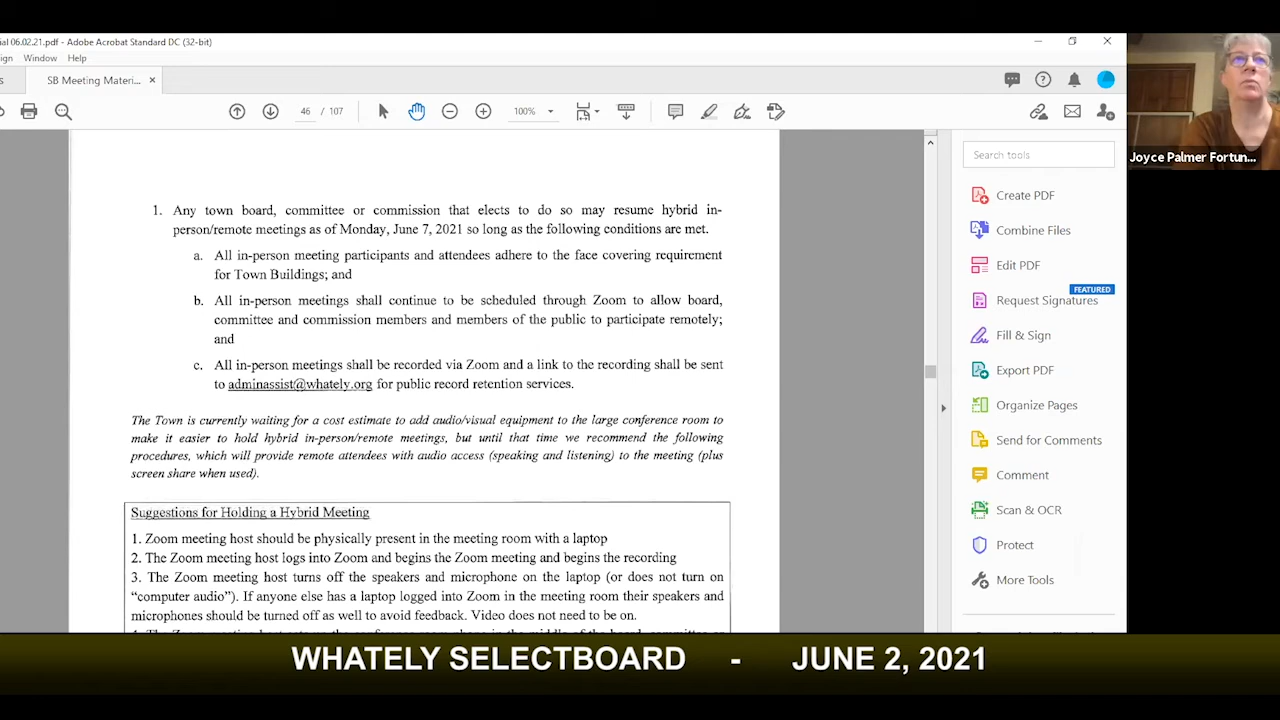 ial 06.02.21.pdf - Adobe Acrobat Standard DC (32-bit)
ign Window Help
s SB Meeting Materi... ×
46 / 107 100%
Joyce Palmer Fortun...
Search tools
1. Any town board, committee or commission that elects to do so may resume hybrid in-
person/remote meetings as of Monday, June 7, 2021 so long as the following conditions are met.
a. All in-person meeting participants and attendees adhere to the face covering requirement
for Town Buildings; and
b. All in-person meetings shall continue to be scheduled through Zoom to allow board,
committee and commission members and members of the public to participate remotely;
and
c. All in-person meetings shall be recorded via Zoom and a link to the recording shall be sent
to adminassist@whately.org for public record retention services.
The Town is currently waiting for a cost estimate to add audio/visual equipment to the large conference room to
make it easier to hold hybrid in-person/remote meetings, but until that time we recommend the following
procedures, which will provide remote attendees with audio access (speaking and listening) to the meeting (plus
screen share when used).
Suggestions for Holding a Hybrid Meeting
1. Zoom meeting host should be physically present in the meeting room with a laptop
2. The Zoom meeting host logs into Zoom and begins the Zoom meeting and begins the recording
3. The Zoom meeting host turns off the speakers and microphone on the laptop (or does not turn on
“computer audio”). If anyone else has a laptop logged into Zoom in the meeting room their speakers and
microphones should be turned off as well to avoid feedback. Video does not need to be on.
Create PDF
Combine Files
Edit PDF
FEATURED
Request Signatures
Fill & Sign
Export PDF
Organize Pages
Send for Comments
Comment
Scan & OCR
Protect
More Tools
WHATELY SELECTBOARD - JUNE 2, 2021